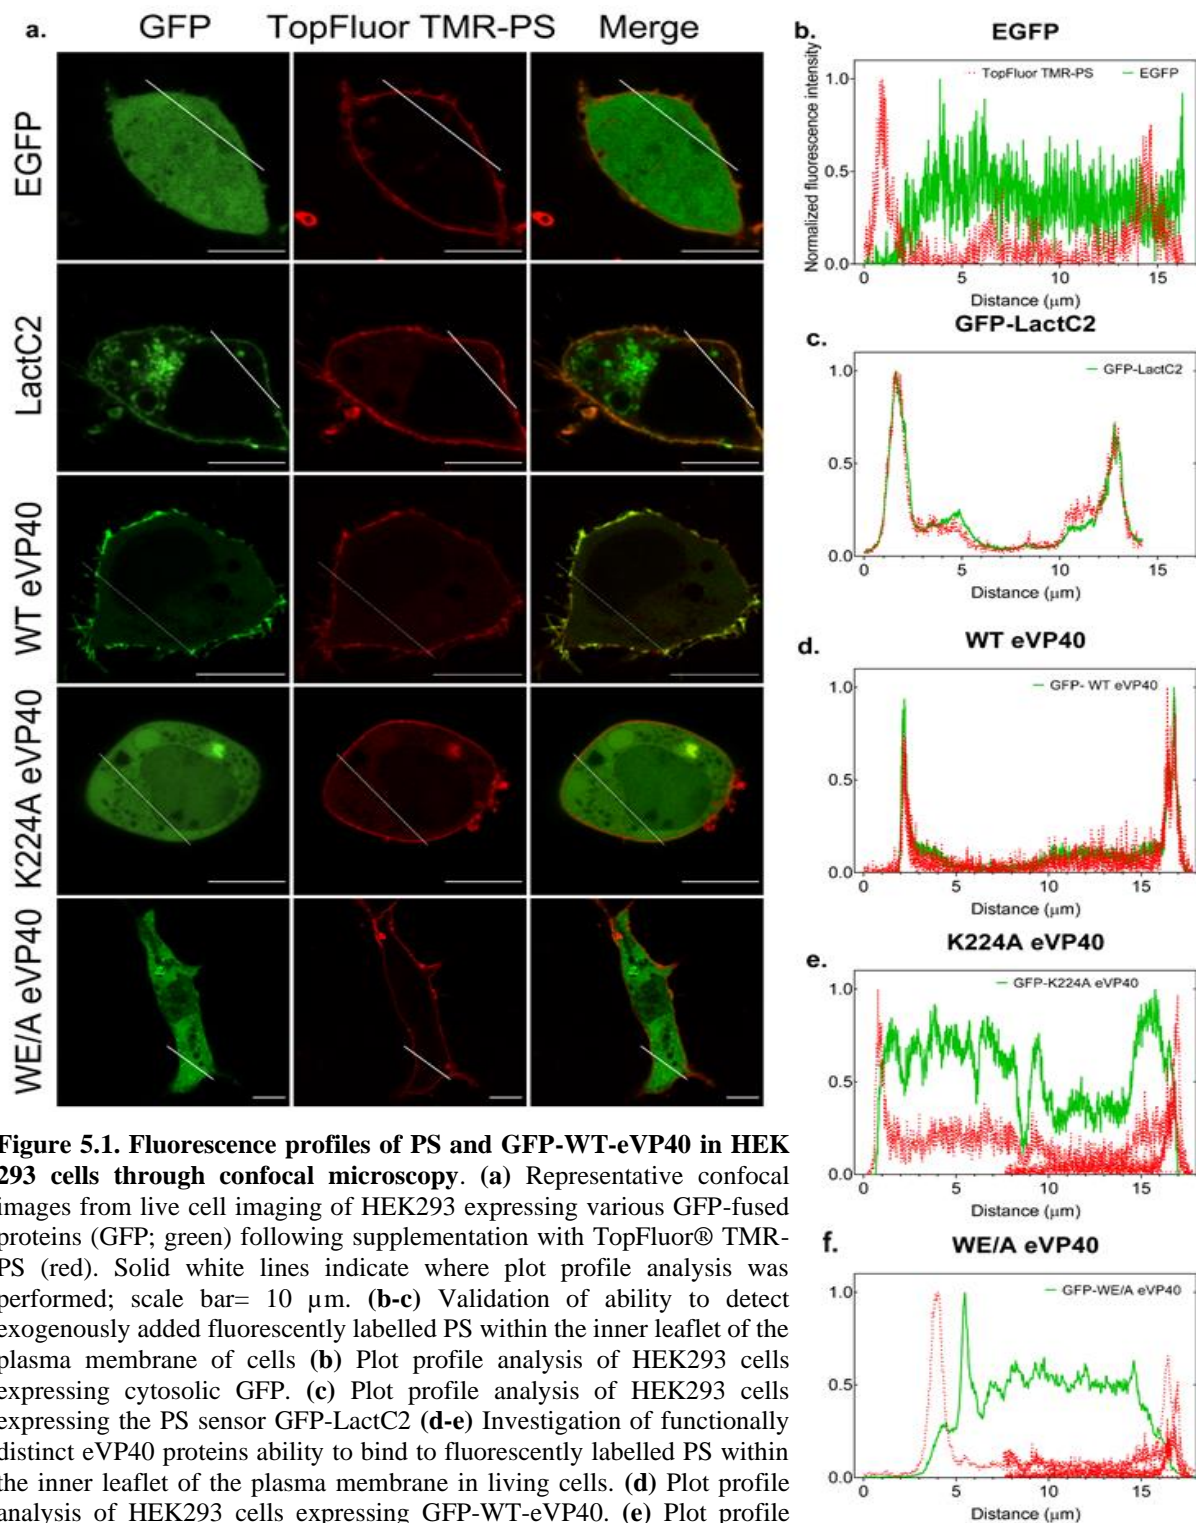 a.
GFP
TopFluor TMR-PS
Merge
EGFP
LactC2
WT eVP40
K224A eVP40
WE/A eVP40
b.
EGFP
Normalized fluorescence intensity
TopFluor TMR-PS
EGFP
1.0
0.5
0.0
0 5 10 15
Distance (μm)
c.
GFP-LactC2
GFP-LactC2
1.0
0.5
0.0
0 5 10 15
Distance (μm)
d.
WT eVP40
GFP- WT eVP40
1.0
0.5
0.0
0 5 10 15
Distance (μm)
e.
K224A eVP40
GFP-K224A eVP40
1.0
0.5
0.0
0 5 10 15
Distance (μm)
f.
WE/A eVP40
GFP-WE/A eVP40
1.0
0.5
0.0
0 5 10 15
Distance (μm)
Figure 5.1. Fluorescence profiles of PS and GFP-WT-eVP40 in HEK
293 cells through confocal microscopy. (a) Representative confocal
images from live cell imaging of HEK293 expressing various GFP-fused
proteins (GFP; green) following supplementation with TopFluor® TMR-
PS (red). Solid white lines indicate where plot profile analysis was
performed; scale bar= 10 µm. (b-c) Validation of ability to detect
exogenously added fluorescently labelled PS within the inner leaflet of the
plasma membrane of cells (b) Plot profile analysis of HEK293 cells
expressing cytosolic GFP. (c) Plot profile analysis of HEK293 cells
expressing the PS sensor GFP-LactC2 (d-e) Investigation of functionally
distinct eVP40 proteins ability to bind to fluorescently labelled PS within
the inner leaflet of the plasma membrane in living cells. (d) Plot profile
analysis of HEK293 cells expressing GFP-WT-eVP40. (e) Plot profile